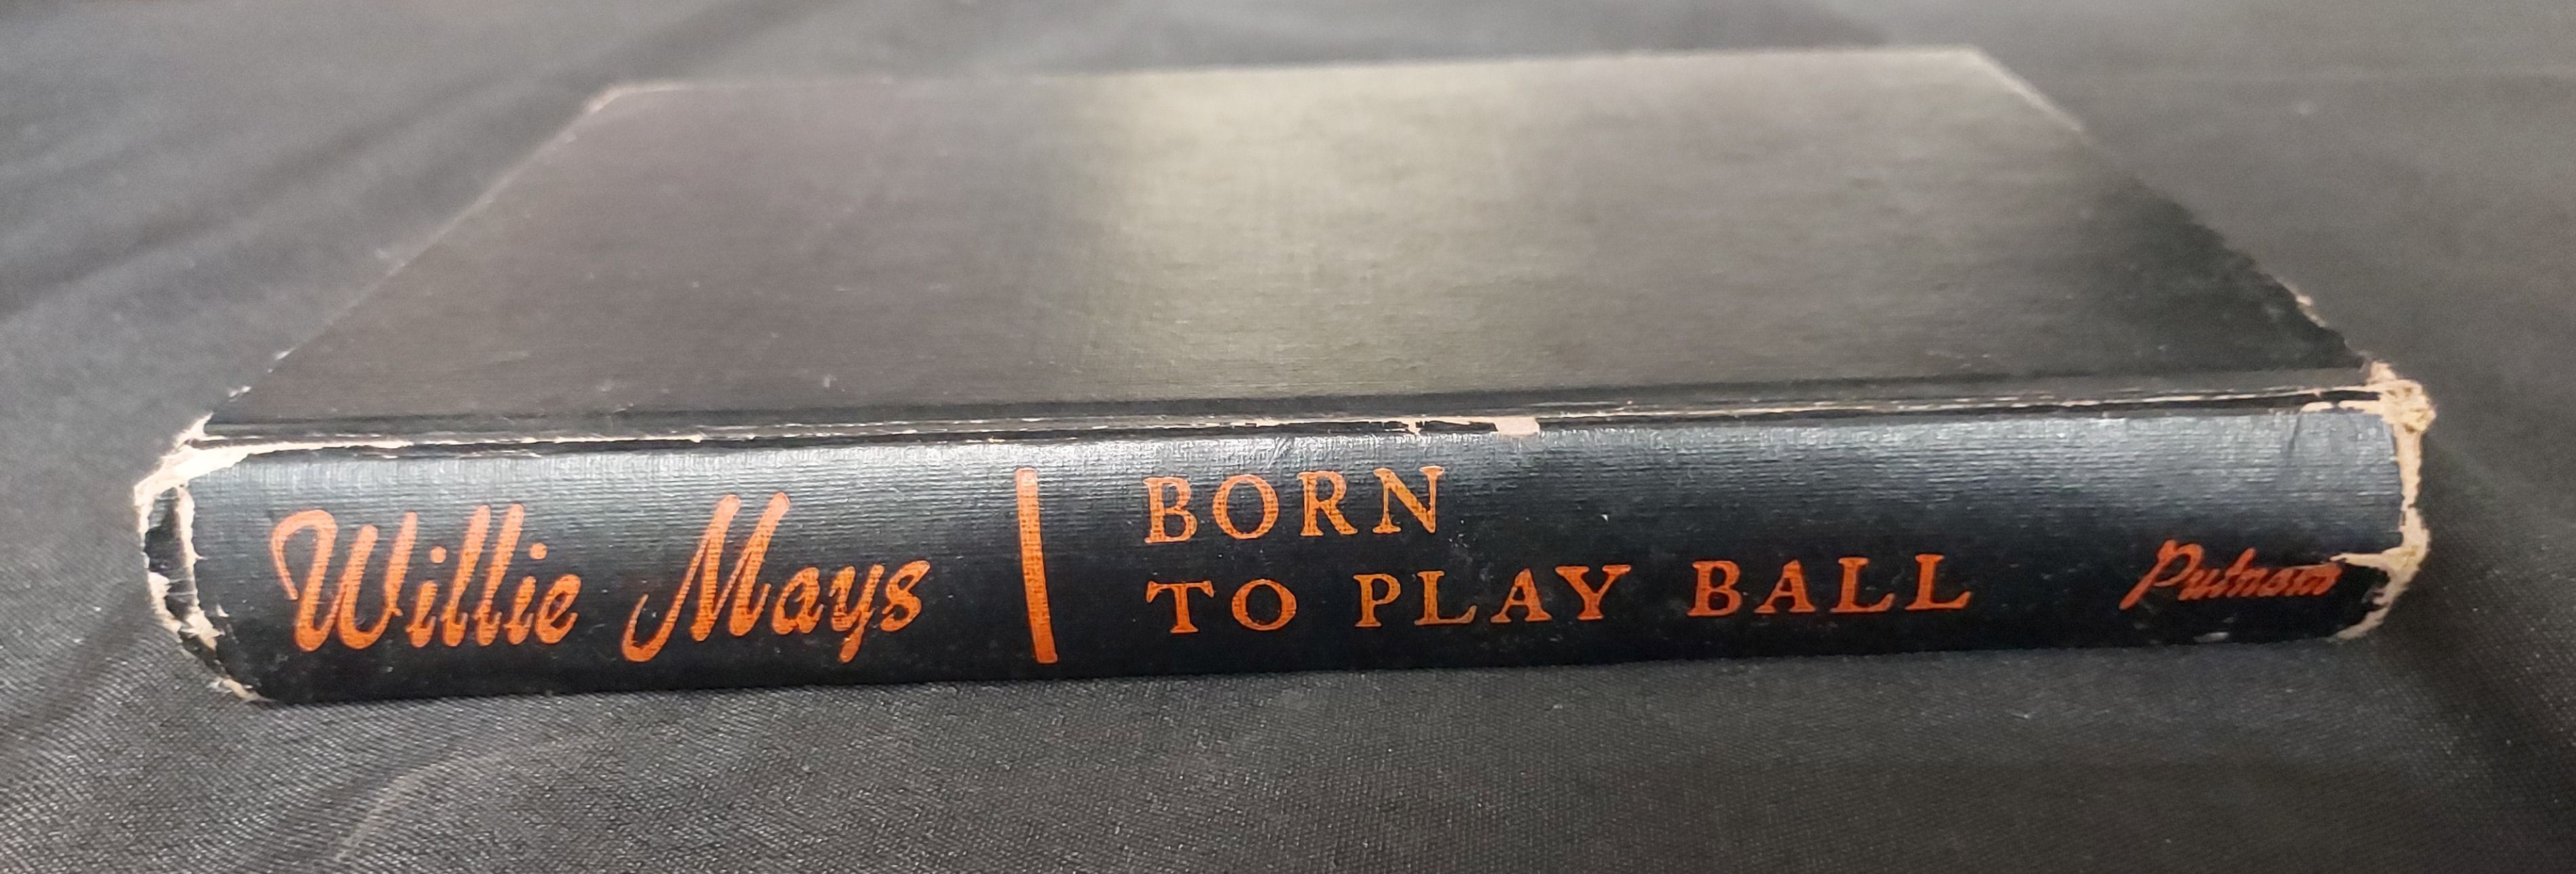 Willie Mays
BORN
TO PLAY BALL
Putnam